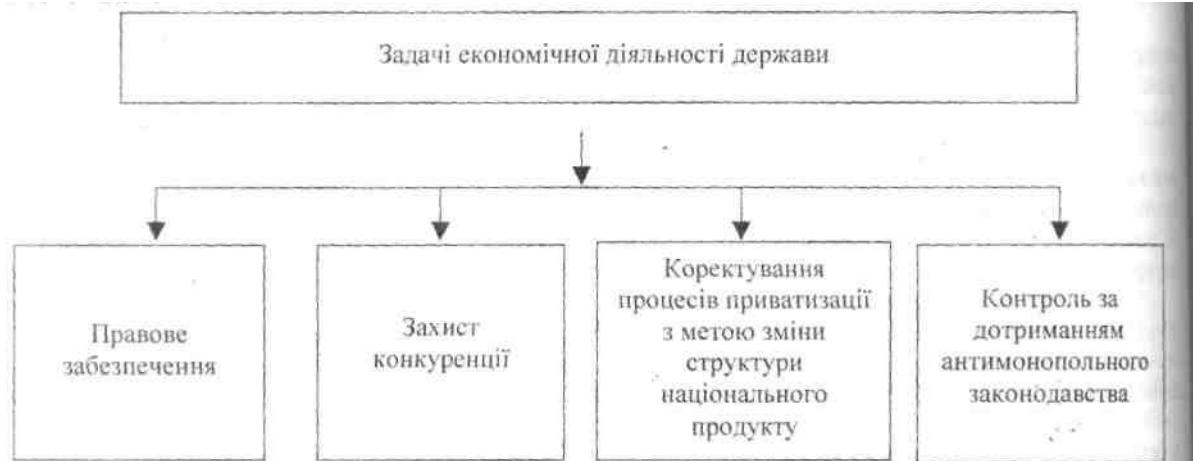 Задачі економічної діяльності держави
Правове
забезпечення
Захист
конкуренції
Коректування
процесів приватизації
з метою зміни
структури
національного
продукту
Контроль за
дотриманням
антимонопольного
законодавства